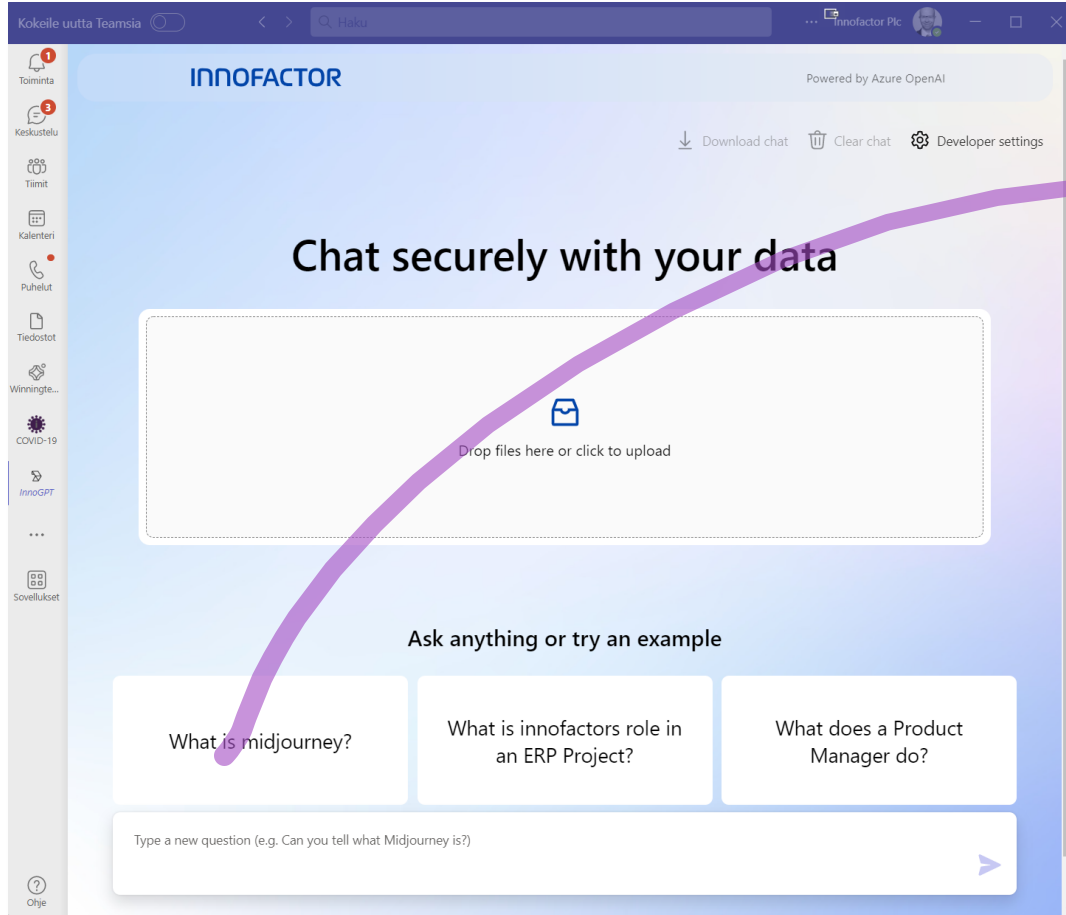 Kokeile uutta Teamsia
Haku
Innofactor Plc
1
Toiminta
3
Keskustelu
Tiimit
Kalenteri
Puhelut
Tiedostot
Winningte...
COVID-19
InnoGPT
Sovellukset
Ohje
INNOFACTOR
Powered by Azure OpenAI
Download chat
Clear chat
Developer settings
Chat securely with your data
Drop files here or click to upload
Ask anything or try an example
What is midjourney?
What is innofactors role in
an ERP Project?
What does a Product
Manager do?
Type a new question (e.g. Can you tell what Midjourney is?)